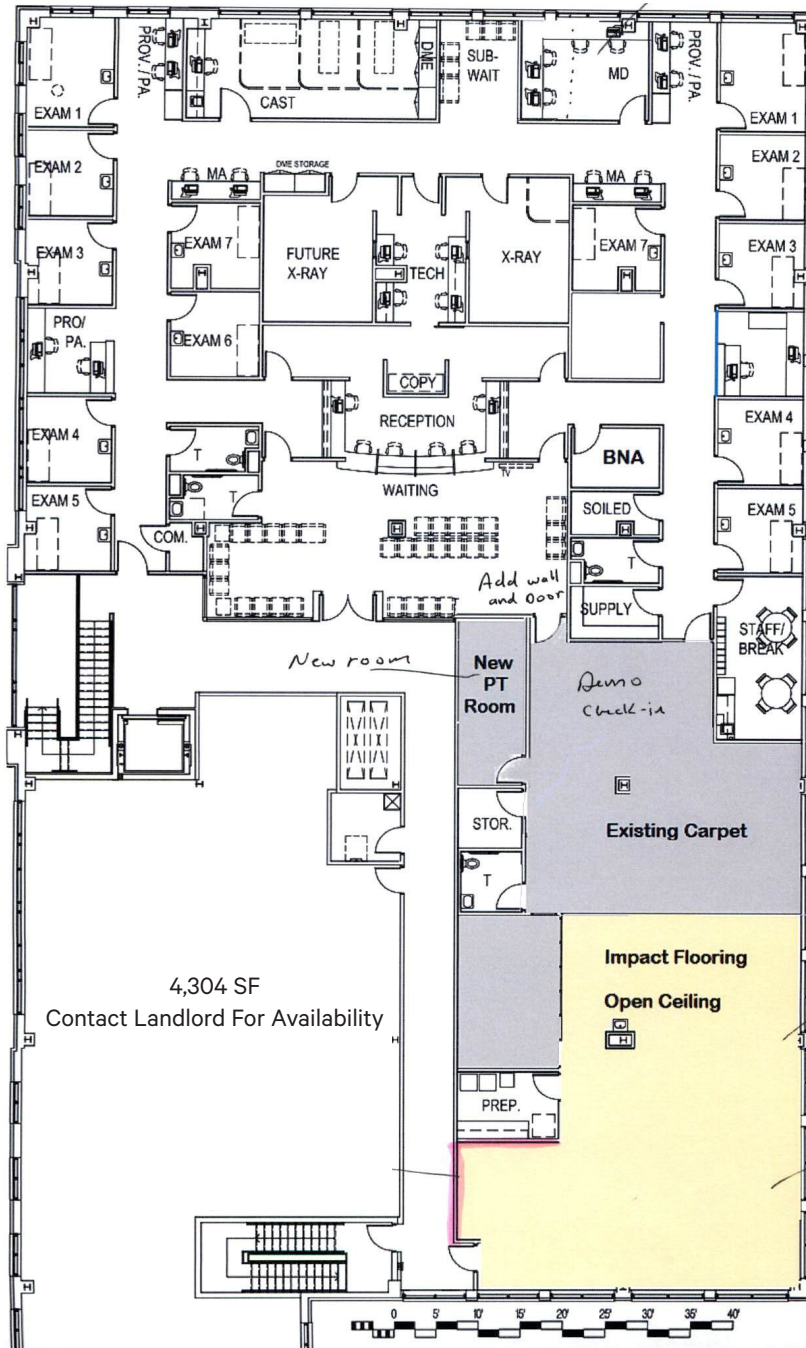 PROV. / PA.
EXAM 1
CAST
DME
SUB-
WAIT
MD
PROV. / PA.
EXAM 1
EXAM 2
EXAM 2
MA
DME STORAGE
MA
EXAM 3
EXAM 7
FUTURE
X-RAY
TECH
X-RAY
EXAM 7
EXAM 3
PRO/
PA.
EXAM 6
COPY
RECEPTION
EXAM 4
T
BNA
EXAM 4
WAITING
TV
EXAM 5
T
COM.
SOILED
EXAM 5
T
Add wall
and Door
SUPPLY
STAFF/
BREAK
New room
New
PT
Room
Demo
Check-in
STOR.
Existing Carpet
T
4,304 SF
Contact Landlord For Availability
Impact Flooring
Open Ceiling
PREP.
0 5' 10' 15' 20' 25' 30' 35' 40'